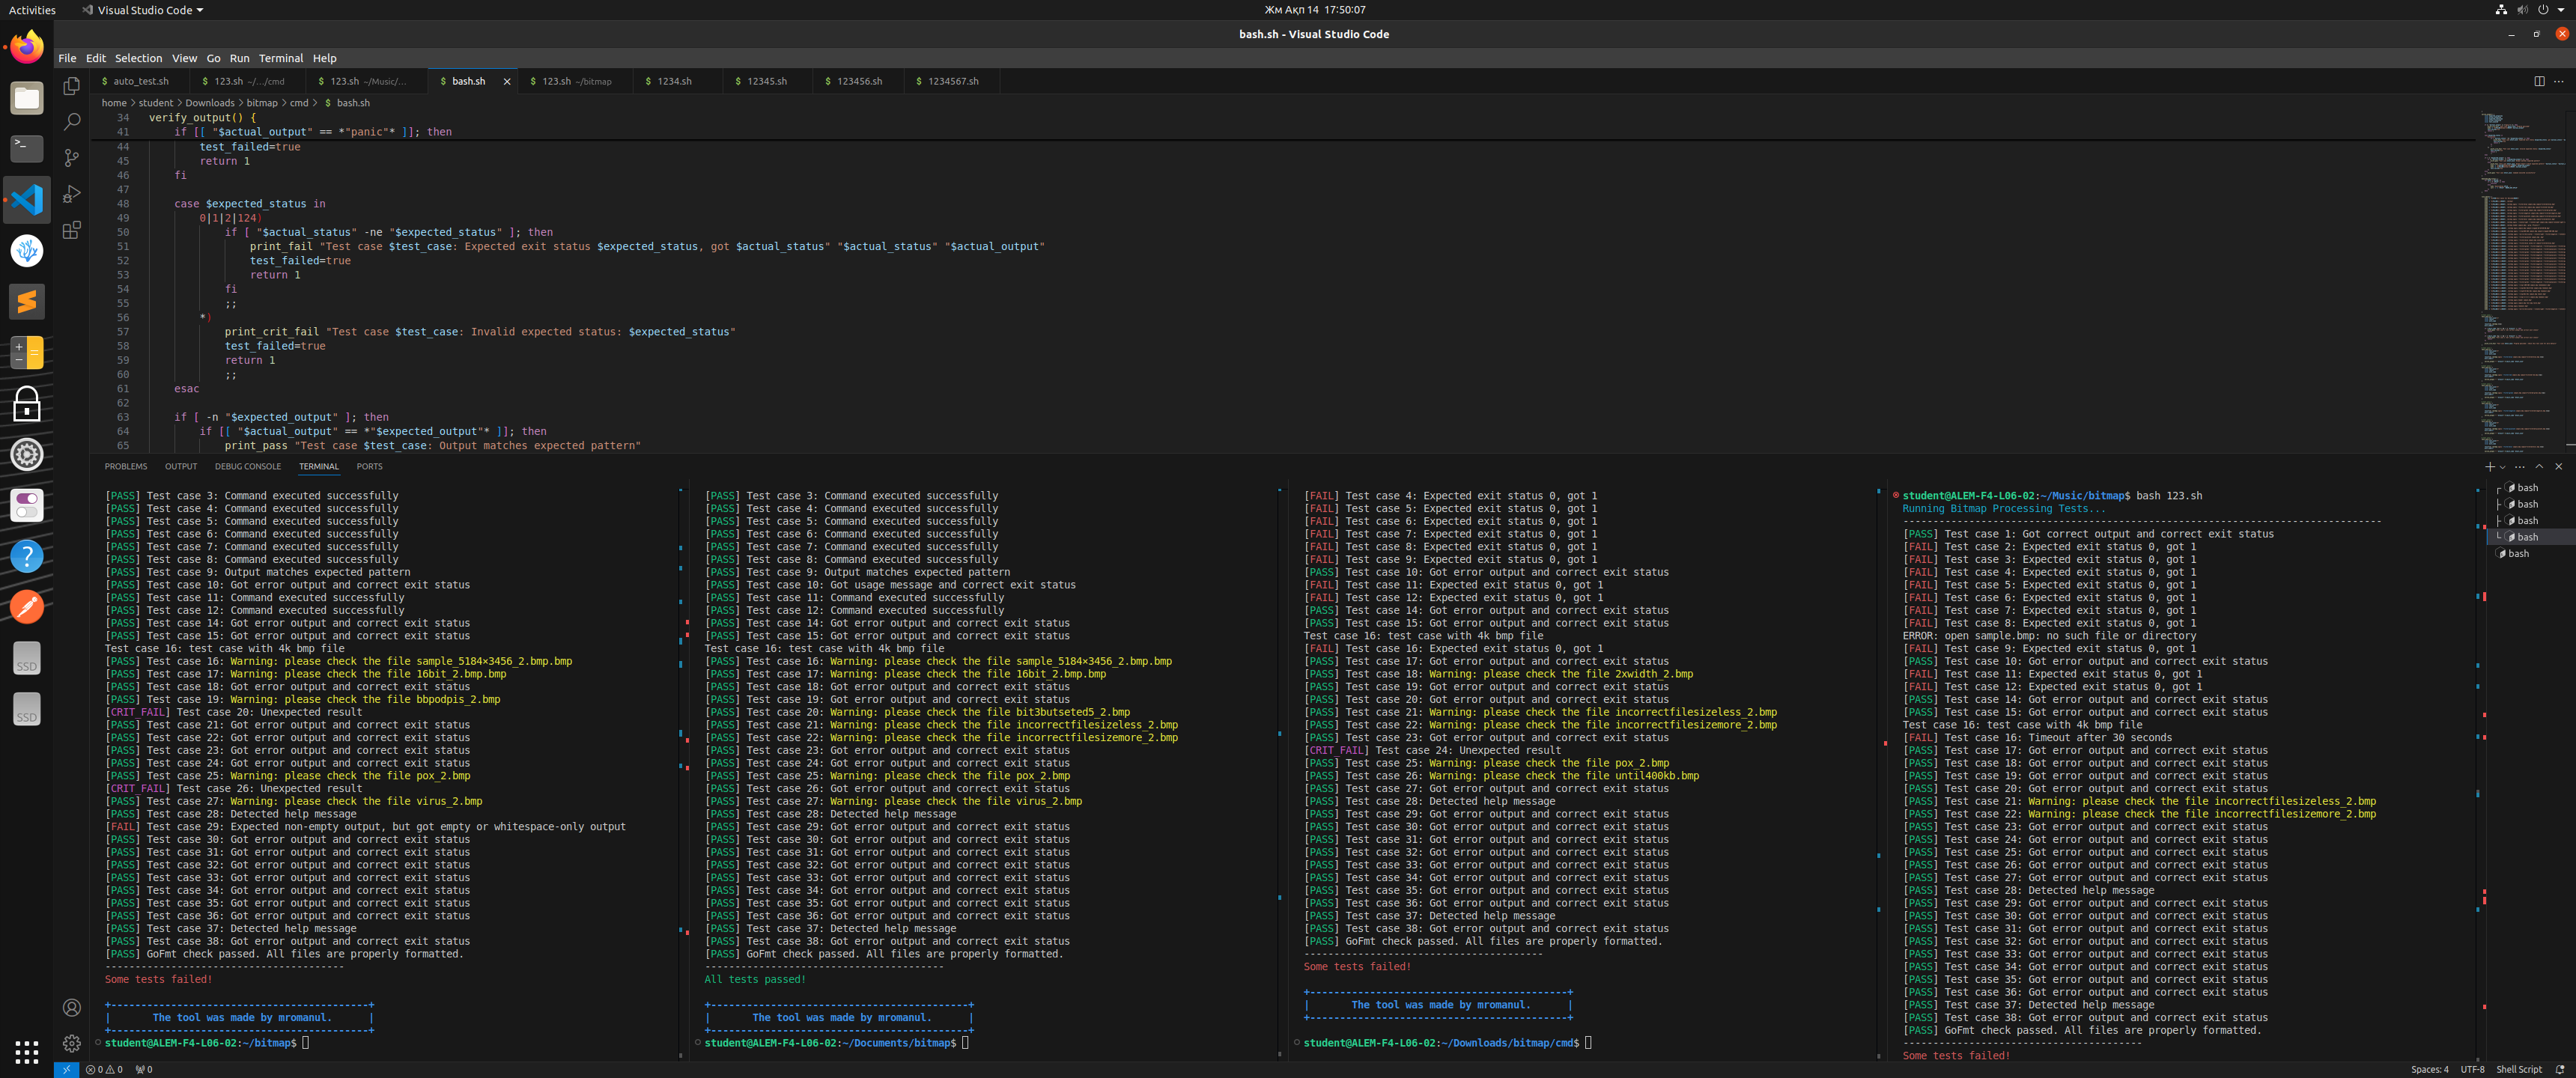 Activities
Visual Studio Code
Жм Ақп 14 17:50:07
bash.sh - Visual Studio Code
File Edit Selection View Go Run Terminal Help
$ auto_test.sh
$ 123.sh ~/.../cmd
$ 123.sh ~/Music/...
$ bash.sh
$ 123.sh ~/bitmap
$ 1234.sh
$ 12345.sh
$ 123456.sh
$ 1234567.sh
home > student > Downloads > bitmap > cmd > $ bash.sh
34 verify_output() {
41 if [[ "$actual_output" == *"panic"* ]]; then
44 test_failed=true
45 return 1
46 fi
47
48 case $expected_status in
49 0|1|2|124)
50 if [ "$actual_status" -ne "$expected_status" ]; then
51 print_fail "Test case $test_case: Expected exit status $expected_status, got $actual_status" "$actual_status" "$actual_output"
52 test_failed=true
53 return 1
54 fi
55 ;;
56 *)
57 print_crit_fail "Test case $test_case: Invalid expected status: $expected_status"
58 test_failed=true
59 return 1
60 ;;
61 esac
62
63 if [ -n "$expected_output" ]; then
64 if [[ "$actual_output" == *"$expected_output"* ]]; then
65 print_pass "Test case $test_case: Output matches expected pattern"
PROBLEMS OUTPUT DEBUG CONSOLE TERMINAL PORTS
[PASS] Test case 3: Command executed successfully
[PASS] Test case 4: Command executed successfully
[PASS] Test case 5: Command executed successfully
[PASS] Test case 6: Command executed successfully
[PASS] Test case 7: Command executed successfully
[PASS] Test case 8: Command executed successfully
[PASS] Test case 9: Output matches expected pattern
[PASS] Test case 10: Got error output and correct exit status
[PASS] Test case 11: Command executed successfully
[PASS] Test case 12: Command executed successfully
[PASS] Test case 14: Got error output and correct exit status
[PASS] Test case 15: Got error output and correct exit status
Test case 16: test case with 4k bmp file
[PASS] Test case 16: Warning: please check the file sample_5184×3456_2.bmp.bmp
[PASS] Test case 17: Warning: please check the file 16bit_2.bmp.bmp
[PASS] Test case 18: Got error output and correct exit status
[PASS] Test case 19: Warning: please check the file bbpodpis_2.bmp
[CRIT_FAIL] Test case 20: Unexpected result
[PASS] Test case 21: Got error output and correct exit status
[PASS] Test case 22: Got error output and correct exit status
[PASS] Test case 23: Got error output and correct exit status
[PASS] Test case 24: Got error output and correct exit status
[PASS] Test case 25: Warning: please check the file pox_2.bmp
[CRIT_FAIL] Test case 26: Unexpected result
[PASS] Test case 27: Warning: please check the file virus_2.bmp
[PASS] Test case 28: Detected help message
[FAIL] Test case 29: Expected non-empty output, but got empty or whitespace-only output
[PASS] Test case 30: Got error output and correct exit status
[PASS] Test case 31: Got error output and correct exit status
[PASS] Test case 32: Got error output and correct exit status
[PASS] Test case 33: Got error output and correct exit status
[PASS] Test case 34: Got error output and correct exit status
[PASS] Test case 35: Got error output and correct exit status
[PASS] Test case 36: Got error output and correct exit status
[PASS] Test case 37: Detected help message
[PASS] Test case 38: Got error output and correct exit status
[PASS] GoFmt check passed. All files are properly formatted.
----------------------------------------
Some tests failed!
+-------------------------------------------+
| The tool was made by mromanul. |
+-------------------------------------------+
student@ALEM-F4-L06-02:~/bitmap$
[PASS] Test case 3: Command executed successfully
[PASS] Test case 4: Command executed successfully
[PASS] Test case 5: Command executed successfully
[PASS] Test case 6: Command executed successfully
[PASS] Test case 7: Command executed successfully
[PASS] Test case 8: Command executed successfully
[PASS] Test case 9: Output matches expected pattern
[PASS] Test case 10: Got usage message and correct exit status
[PASS] Test case 11: Command executed successfully
[PASS] Test case 12: Command executed successfully
[PASS] Test case 14: Got error output and correct exit status
[PASS] Test case 15: Got error output and correct exit status
Test case 16: test case with 4k bmp file
[PASS] Test case 16: Warning: please check the file sample_5184×3456_2.bmp.bmp
[PASS] Test case 17: Warning: please check the file 16bit_2.bmp.bmp
[PASS] Test case 18: Got error output and correct exit status
[PASS] Test case 19: Got error output and correct exit status
[PASS] Test case 20: Warning: please check the file bit3butseted5_2.bmp
[PASS] Test case 21: Warning: please check the file incorrectfilesizeless_2.bmp
[PASS] Test case 22: Warning: please check the file incorrectfilesizemore_2.bmp
[PASS] Test case 23: Got error output and correct exit status
[PASS] Test case 24: Got error output and correct exit status
[PASS] Test case 25: Warning: please check the file pox_2.bmp
[PASS] Test case 26: Got error output and correct exit status
[PASS] Test case 27: Warning: please check the file virus_2.bmp
[PASS] Test case 28: Detected help message
[PASS] Test case 29: Got error output and correct exit status
[PASS] Test case 30: Got error output and correct exit status
[PASS] Test case 31: Got error output and correct exit status
[PASS] Test case 32: Got error output and correct exit status
[PASS] Test case 33: Got error output and correct exit status
[PASS] Test case 34: Got error output and correct exit status
[PASS] Test case 35: Got error output and correct exit status
[PASS] Test case 36: Got error output and correct exit status
[PASS] Test case 37: Detected help message
[PASS] Test case 38: Got error output and correct exit status
[PASS] GoFmt check passed. All files are properly formatted.
----------------------------------------
All tests passed!
+-------------------------------------------+
| The tool was made by mromanul. |
+-------------------------------------------+
student@ALEM-F4-L06-02:~/Documents/bitmap$
[FAIL] Test case 4: Expected exit status 0, got 1
[FAIL] Test case 5: Expected exit status 0, got 1
[FAIL] Test case 6: Expected exit status 0, got 1
[FAIL] Test case 7: Expected exit status 0, got 1
[FAIL] Test case 8: Expected exit status 0, got 1
[FAIL] Test case 9: Expected exit status 0, got 1
[PASS] Test case 10: Got error output and correct exit status
[FAIL] Test case 11: Expected exit status 0, got 1
[FAIL] Test case 12: Expected exit status 0, got 1
[PASS] Test case 14: Got error output and correct exit status
[PASS] Test case 15: Got error output and correct exit status
Test case 16: test case with 4k bmp file
[FAIL] Test case 16: Expected exit status 0, got 1
[PASS] Test case 17: Got error output and correct exit status
[PASS] Test case 18: Warning: please check the file 2xwidth_2.bmp
[PASS] Test case 19: Got error output and correct exit status
[PASS] Test case 20: Got error output and correct exit status
[PASS] Test case 21: Warning: please check the file incorrectfilesizeless_2.bmp
[PASS] Test case 22: Warning: please check the file incorrectfilesizemore_2.bmp
[PASS] Test case 23: Got error output and correct exit status
[CRIT_FAIL] Test case 24: Unexpected result
[PASS] Test case 25: Warning: please check the file pox_2.bmp
[PASS] Test case 26: Warning: please check the file until400kb.bmp
[PASS] Test case 27: Got error output and correct exit status
[PASS] Test case 28: Detected help message
[PASS] Test case 29: Got error output and correct exit status
[PASS] Test case 30: Got error output and correct exit status
[PASS] Test case 31: Got error output and correct exit status
[PASS] Test case 32: Got error output and correct exit status
[PASS] Test case 33: Got error output and correct exit status
[PASS] Test case 34: Got error output and correct exit status
[PASS] Test case 35: Got error output and correct exit status
[PASS] Test case 36: Got error output and correct exit status
[PASS] Test case 37: Detected help message
[PASS] Test case 38: Got error output and correct exit status
[PASS] GoFmt check passed. All files are properly formatted.
----------------------------------------
Some tests failed!
+-------------------------------------------+
| The tool was made by mromanul. |
+-------------------------------------------+
student@ALEM-F4-L06-02:~/Downloads/bitmap/cmd$
student@ALEM-F4-L06-02:~/Music/bitmap$ bash 123.sh
Running Bitmap Processing Tests...
--------------------------------------------------------------------------------
[PASS] Test case 1: Got correct output and correct exit status
[FAIL] Test case 2: Expected exit status 0, got 1
[FAIL] Test case 3: Expected exit status 0, got 1
[FAIL] Test case 4: Expected exit status 0, got 1
[FAIL] Test case 5: Expected exit status 0, got 1
[FAIL] Test case 6: Expected exit status 0, got 1
[FAIL] Test case 7: Expected exit status 0, got 1
[FAIL] Test case 8: Expected exit status 0, got 1
ERROR: open sample.bmp: no such file or directory
[FAIL] Test case 9: Expected exit status 0, got 1
[PASS] Test case 10: Got error output and correct exit status
[FAIL] Test case 11: Expected exit status 0, got 1
[FAIL] Test case 12: Expected exit status 0, got 1
[PASS] Test case 14: Got error output and correct exit status
[PASS] Test case 15: Got error output and correct exit status
Test case 16: test case with 4k bmp file
[FAIL] Test case 16: Timeout after 30 seconds
[PASS] Test case 17: Got error output and correct exit status
[PASS] Test case 18: Got error output and correct exit status
[PASS] Test case 19: Got error output and correct exit status
[PASS] Test case 20: Got error output and correct exit status
[PASS] Test case 21: Warning: please check the file incorrectfilesizeless_2.bmp
[PASS] Test case 22: Warning: please check the file incorrectfilesizemore_2.bmp
[PASS] Test case 23: Got error output and correct exit status
[PASS] Test case 24: Got error output and correct exit status
[PASS] Test case 25: Got error output and correct exit status
[PASS] Test case 26: Got error output and correct exit status
[PASS] Test case 27: Got error output and correct exit status
[PASS] Test case 28: Detected help message
[PASS] Test case 29: Got error output and correct exit status
[PASS] Test case 30: Got error output and correct exit status
[PASS] Test case 31: Got error output and correct exit status
[PASS] Test case 32: Got error output and correct exit status
[PASS] Test case 33: Got error output and correct exit status
[PASS] Test case 34: Got error output and correct exit status
[PASS] Test case 35: Got error output and correct exit status
[PASS] Test case 36: Got error output and correct exit status
[PASS] Test case 37: Detected help message
[PASS] Test case 38: Got error output and correct exit status
[PASS] GoFmt check passed. All files are properly formatted.
----------------------------------------
Some tests failed!
bash
bash
bash
bash
bash
SSD
SSD
0 0 0
Spaces: 4 UTF-8 Shell Script